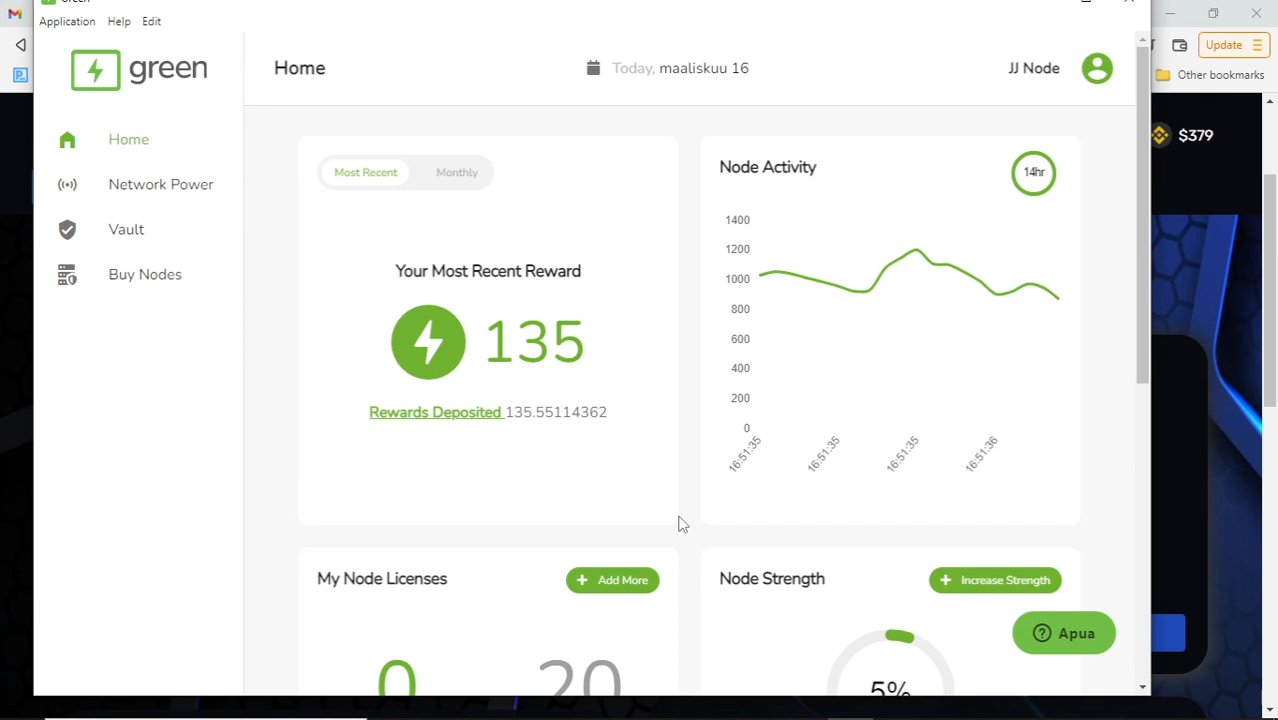 Application Help Edit
Update
Other bookmarks
green
Home
Today, maaliskuu 16
JJ Node
$379
Home
Network Power
Vault
Buy Nodes
Most Recent
Monthly
Your Most Recent Reward
135
Rewards Deposited 135.55114362
Node Activity
14hr
1400
1200
1000
800
600
400
200
0
16:51:35
16:51:35
16:51:35
16:51:36
My Node Licenses
+ Add More
0
20
Node Strength
+ Increase Strength
5%
Apua